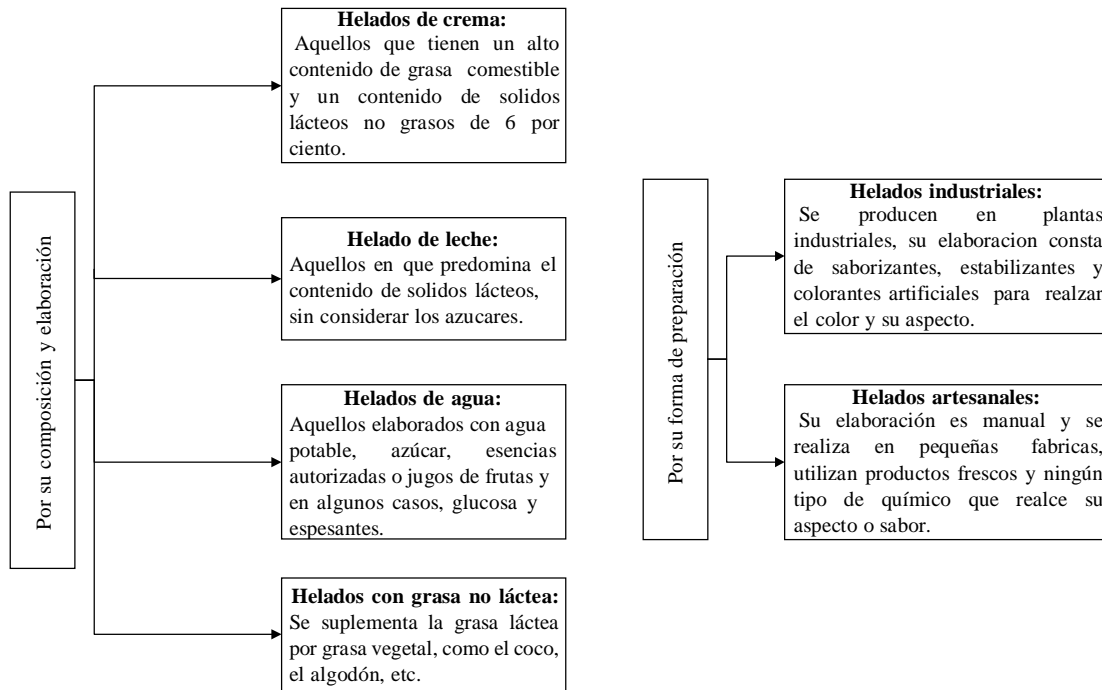 Por su composición y elaboración
Helados de crema:
Aquellos que tienen un alto
contenido de grasa comestible
y un contenido de solidos
lácteos no grasos de 6 por
ciento.
Helado de leche:
Aquellos en que predomina el
contenido de solidos lácteos,
sin considerar los azucares.
Helados de agua:
Aquellos elaborados con agua
potable, azúcar, esencias
autorizadas o jugos de frutas y
en algunos casos, glucosa y
espesantes.
Helados con grasa no láctea:
Se suplementa la grasa láctea
por grasa vegetal, como el coco,
el algodón, etc.
Por su forma de preparación
Helados industriales:
Se producen en plantas
industriales, su elaboracion consta
de saborizantes, estabilizantes y
colorantes artificiales para realzar
el color y su aspecto.
Helados artesanales:
Su elaboración es manual y se
realiza en pequeñas fabricas,
utilizan productos frescos y ningún
tipo de químico que realce su
aspecto o sabor.